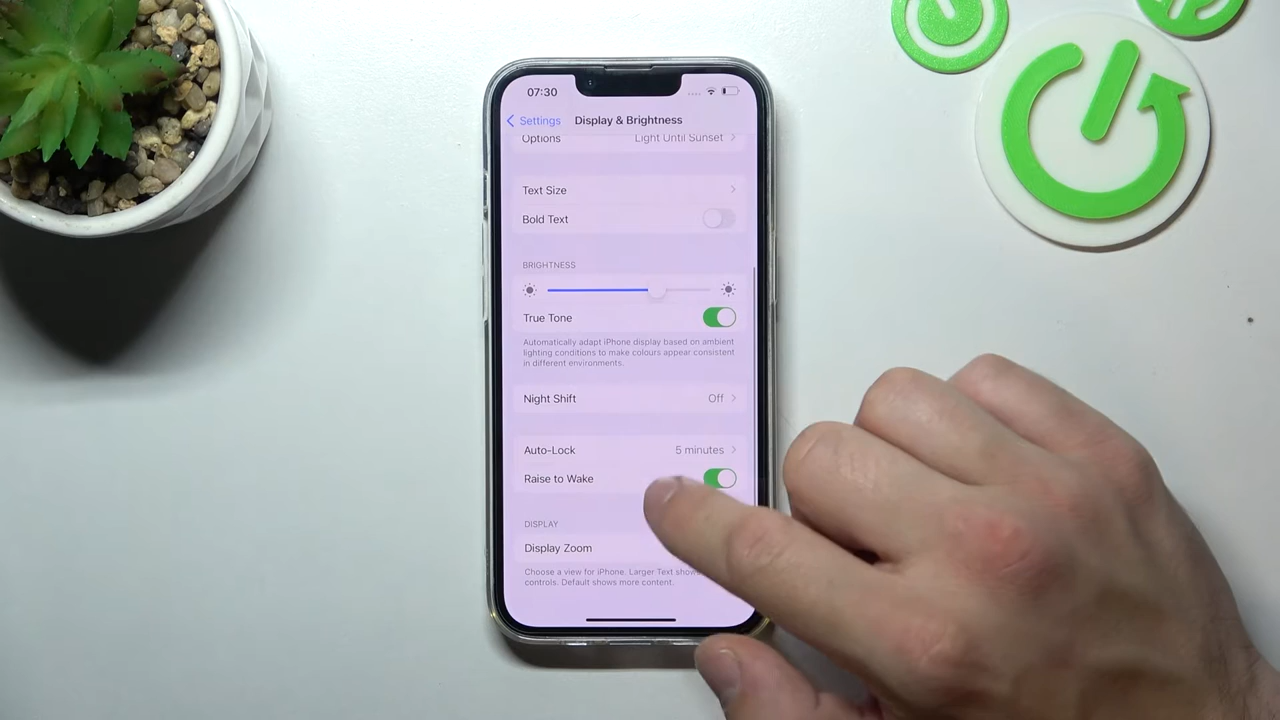 07:30
Settings Display & Brightness
Options Light Until Sunset
Text Size
Bold Text
BRIGHTNESS
True Tone
Automatically adapt iPhone display based on ambient
lighting conditions to make colours appear consistent
in different environments.
Night Shift Off
Auto-Lock 5 minutes
Raise to Wake
DISPLAY
Display Zoom
Choose a view for iPhone. Larger Text shows
controls. Default shows more content.